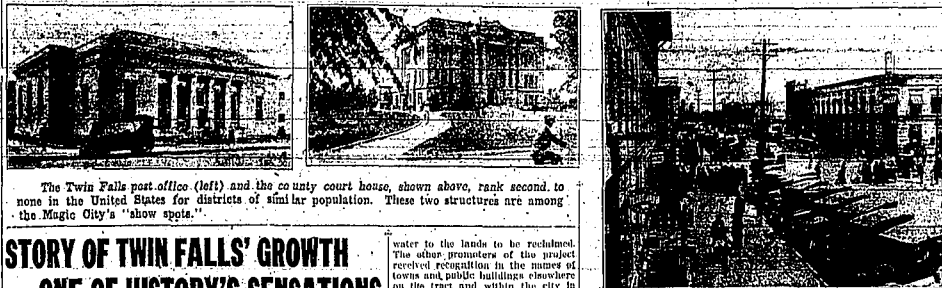 The Twin Falls post office (left) and the county court house, shown above, rank second to
none in the United States for districts of similar population. These two structures are among
the Magic City's "show spots."
STORY OF TWIN FALLS' GROWTH
ONE OF HISTORY'S SENSATIONS
water to the lands to be reclaimed.
The other promoters of the project
received recognition in the names of
towns and public buildings elsewhere
on the tract and within the city in